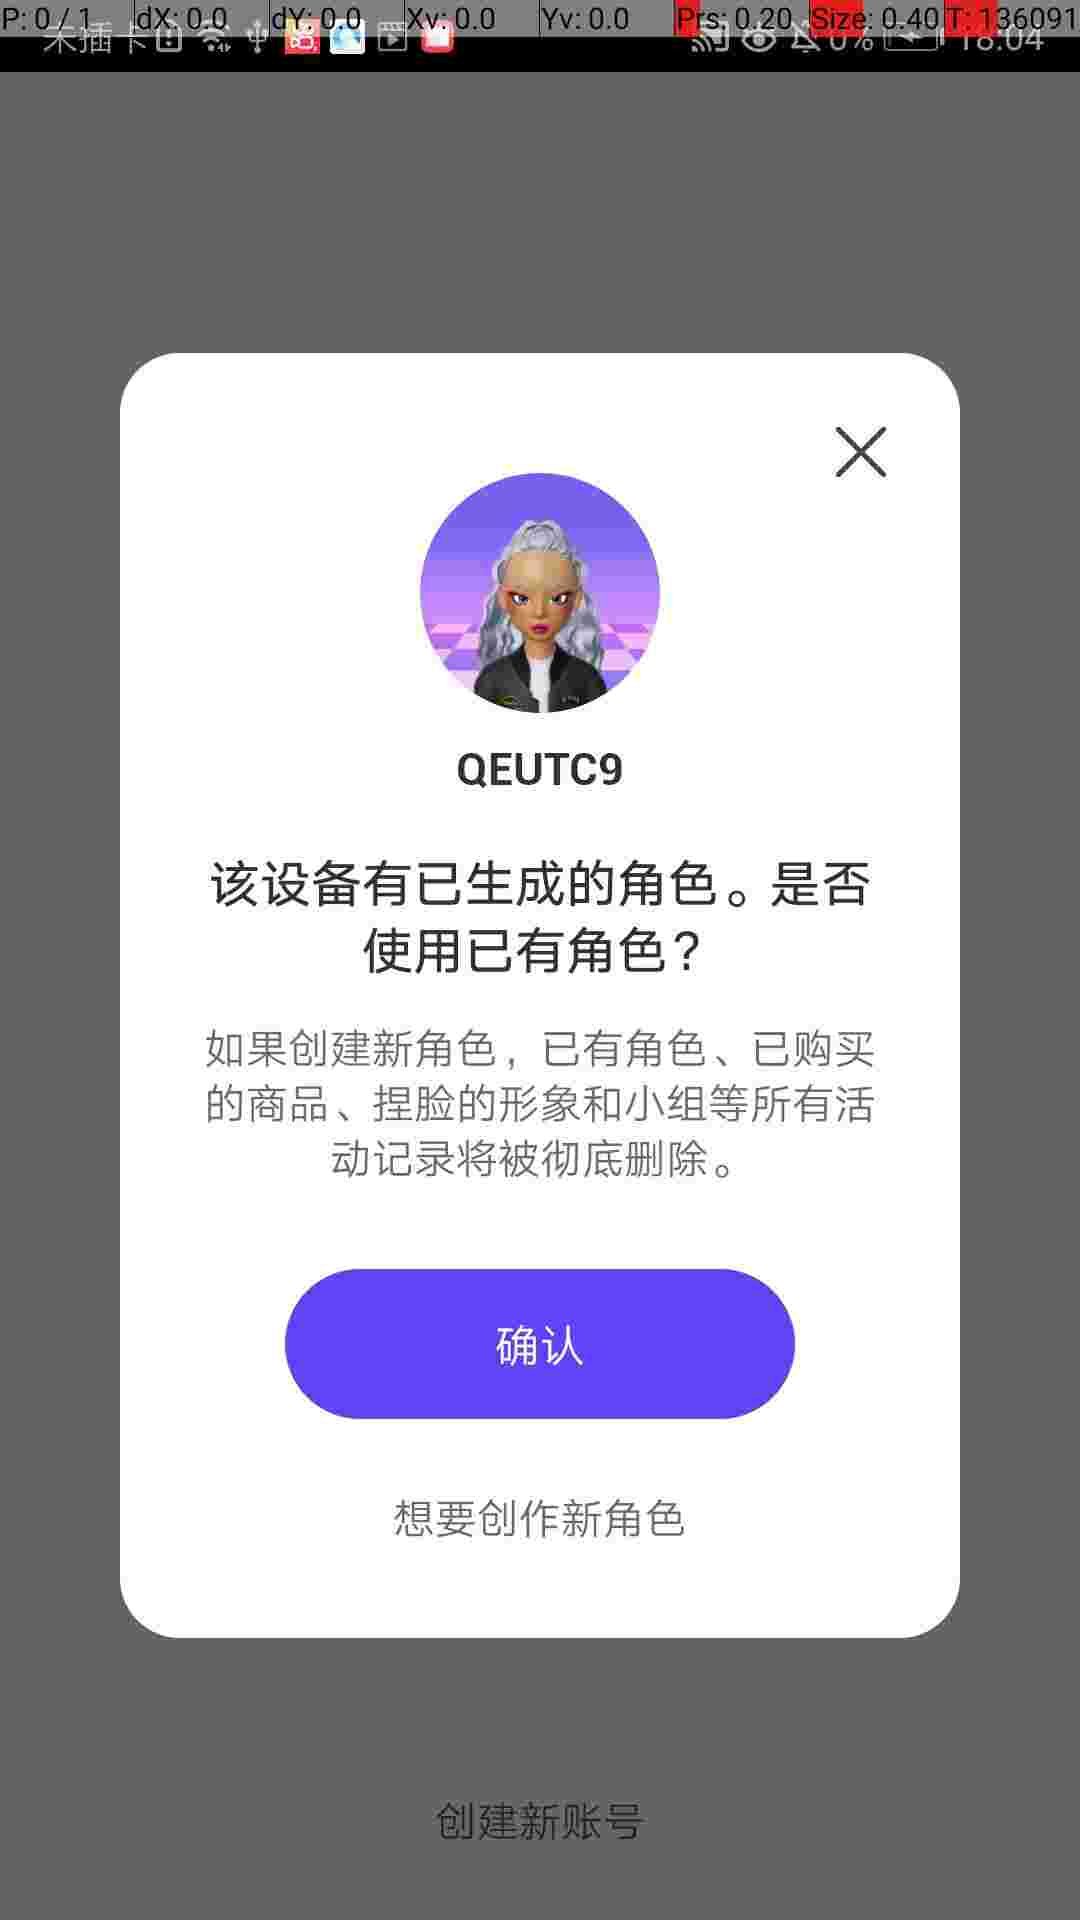 P: 0 / 1 dX: 0.0 dY: 0.0 Xv: 0.0 Yv: 0.0 Prs: 0.20 Size: 0.40 T: 136091
未插卡 0% 18:04
QEUTC9
该设备有已生成的角色。是否
使用已有角色？
如果创建新角色，已有角色、已购买
的商品、捏脸的形象和小组等所有活
动记录将被彻底删除。
确认
想要创作新角色
创建新账号